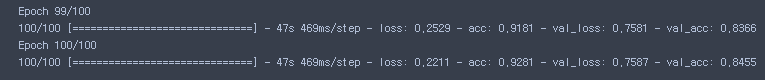 Epoch 99/100
100/100 [==============================] - 47s 469ms/step - loss: 0,2529 - acc: 0,9181 - val_loss: 0,7581 - val_acc: 0,8366
Epoch 100/100
100/100 [==============================] - 47s 469ms/step - loss: 0,2211 - acc: 0,9281 - val_loss: 0,7587 - val_acc: 0,8455